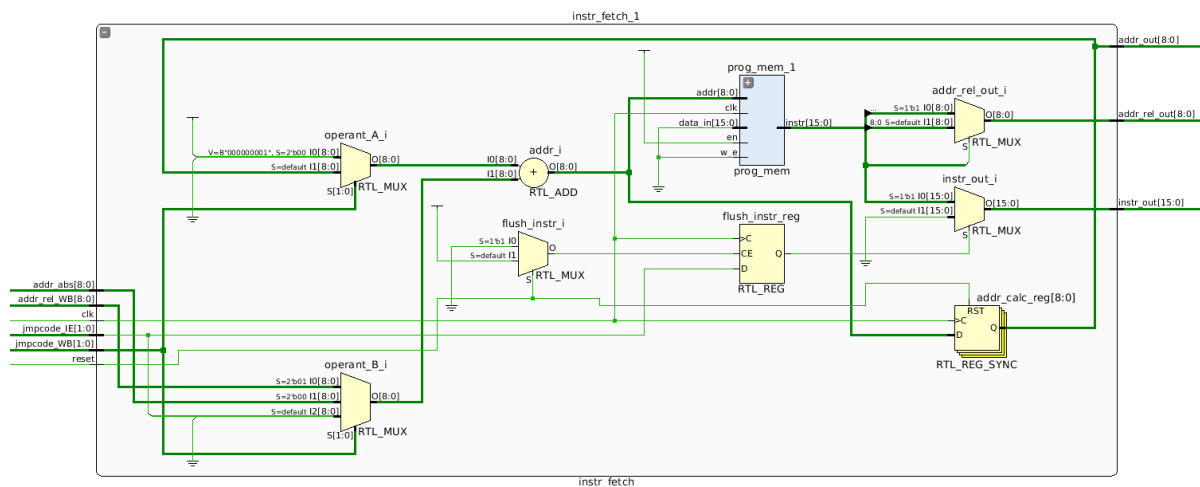 instr_fetch_1
addr_out[8:0]
prog_mem_1
addr[8:0]
clk
data_in[15:0]
en
w_e
instr[15:0]
prog_mem
addr_rel_out_i
...
S=1'b1 I0[8:0]
8:0 S=default I1[8:0]
O[8:0]
S
RTL_MUX
addr_rel_out[8:0]
operant_A_i
V=B"000000001", S=2'b00 I0[8:0]
S=default I1[8:0]
O[8:0]
S[1:0]
RTL_MUX
addr_i
I0[8:0]
I1[8:0]
+
O[8:0]
RTL_ADD
instr_out_i
S=1'b1 I0[15:0]
S=default I1[15:0]
O[15:0]
S
RTL_MUX
instr_out[15:0]
flush_instr_i
S=1'b1 I0
S=default I1
O
S
RTL_MUX
flush_instr_reg
C
CE
D
Q
RTL_REG
addr_abs[8:0]
addr_rel_WB[8:0]
clk
jmpcode_IE[1:0]
jmpcode_WB[1:0]
reset
addr_calc_reg[8:0]
RST
C
D
Q
RTL_REG_SYNC
operant_B_i
S=2'b01 I0[8:0]
S=2'b00 I1[8:0]
S=default I2[8:0]
O[8:0]
S[1:0]
RTL_MUX
instr_fetch